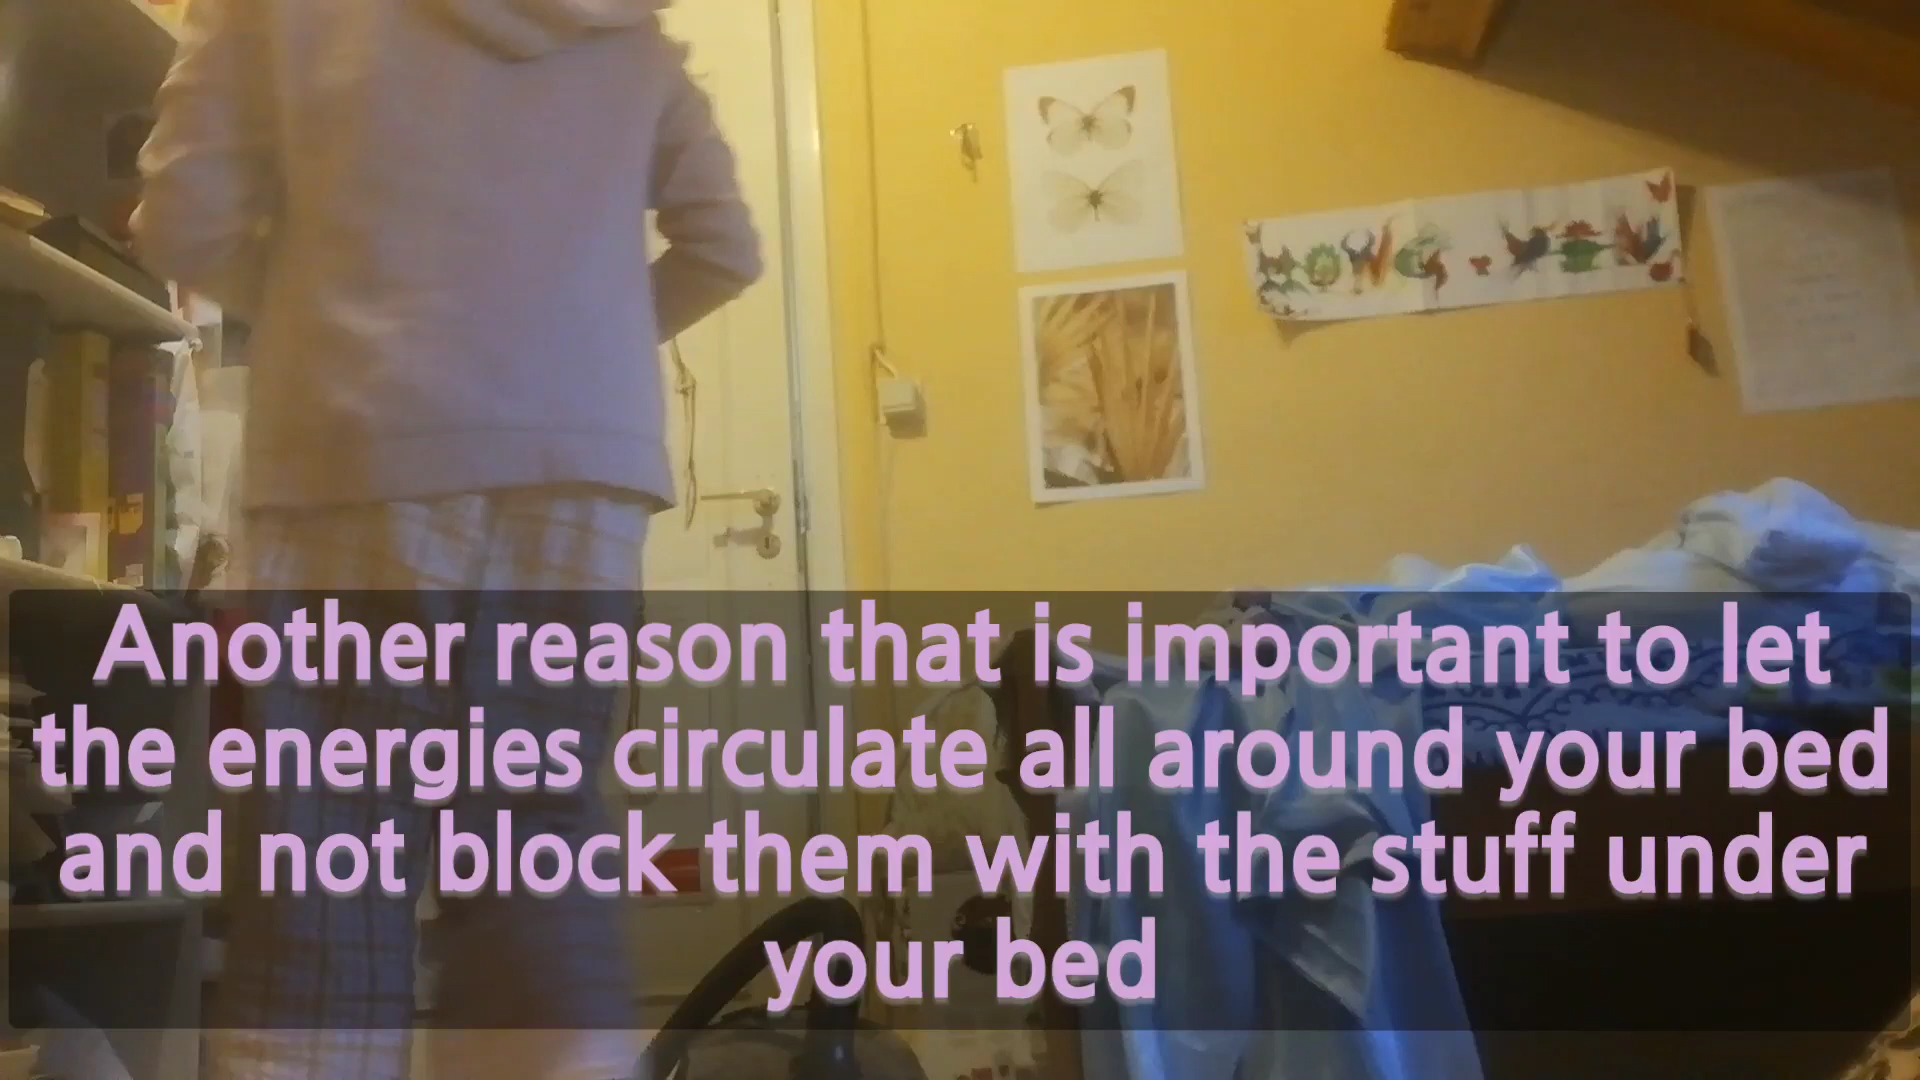 Another reason that is important to let
the energies circulate all around your bed
and not block them with the stuff under
your bed